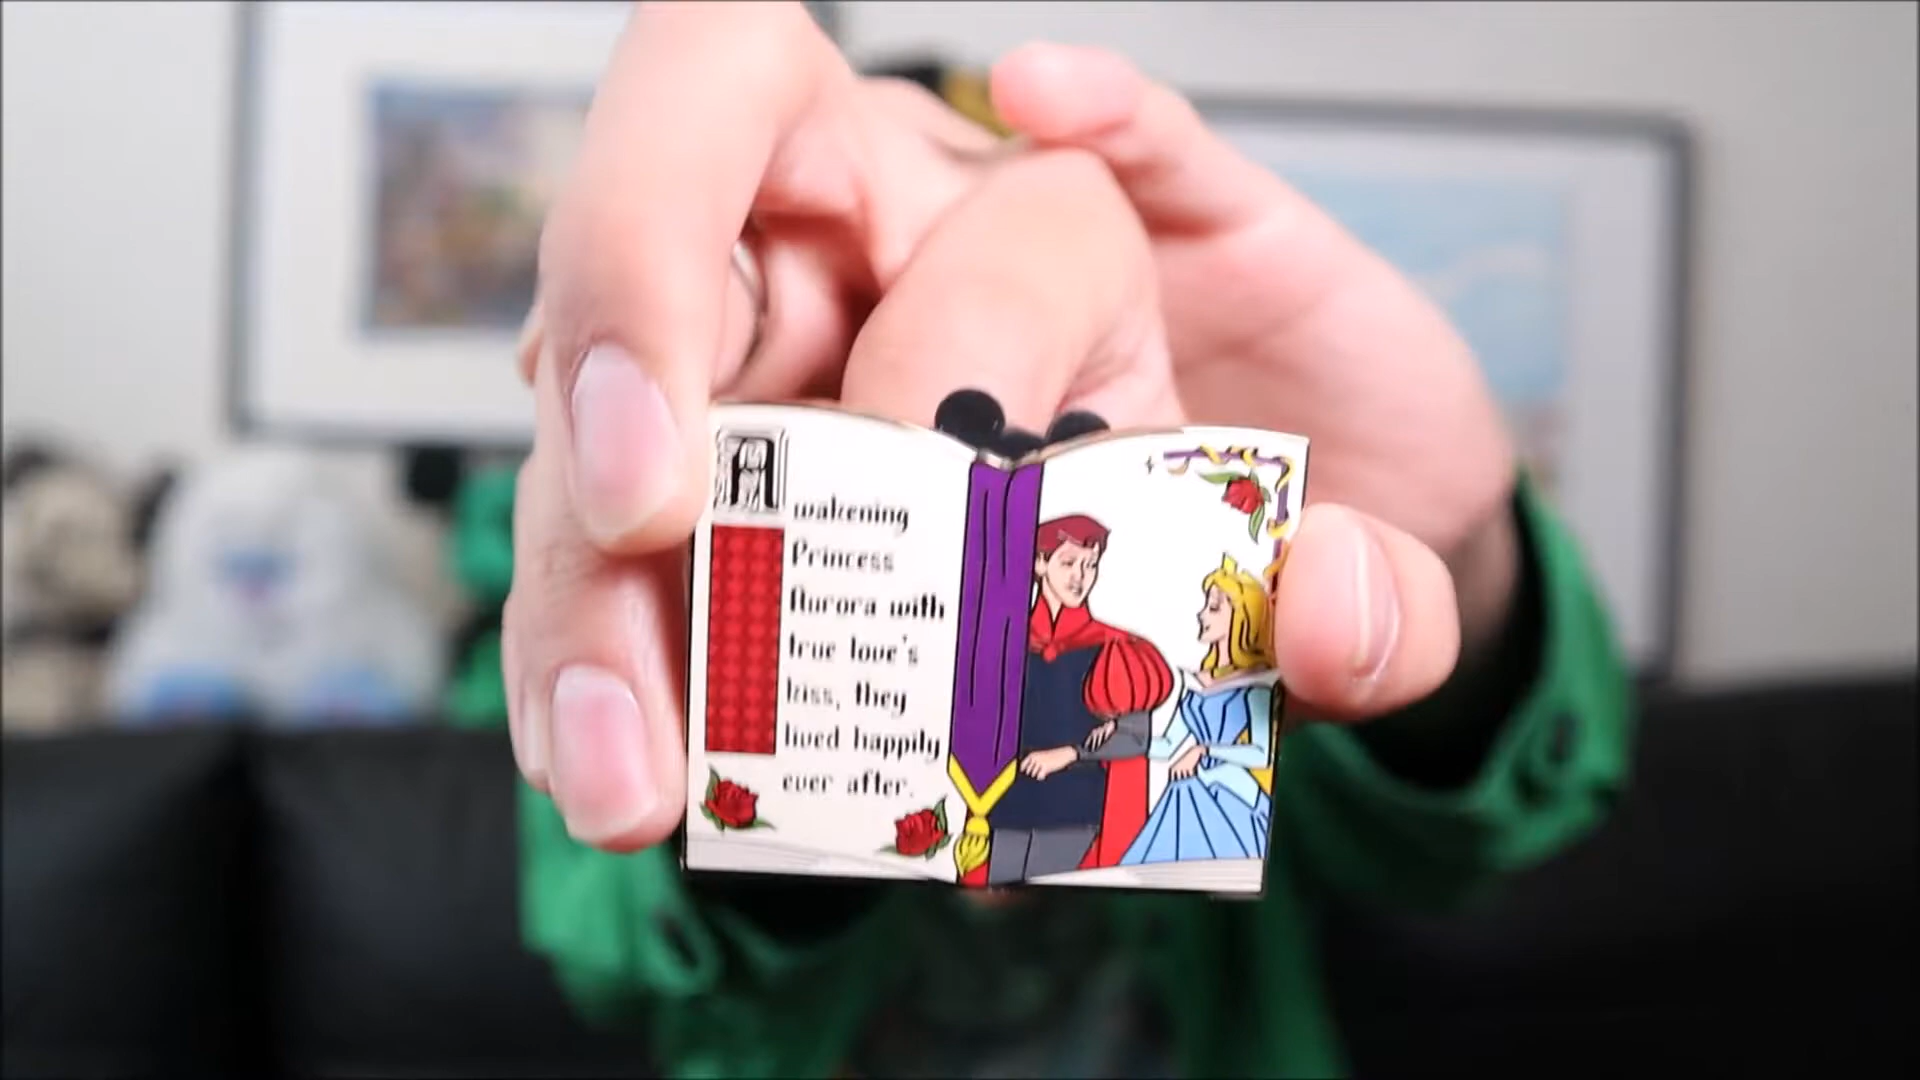 Awakening
Princess
Aurora with
true love's
kiss, they
lived happily
ever after.